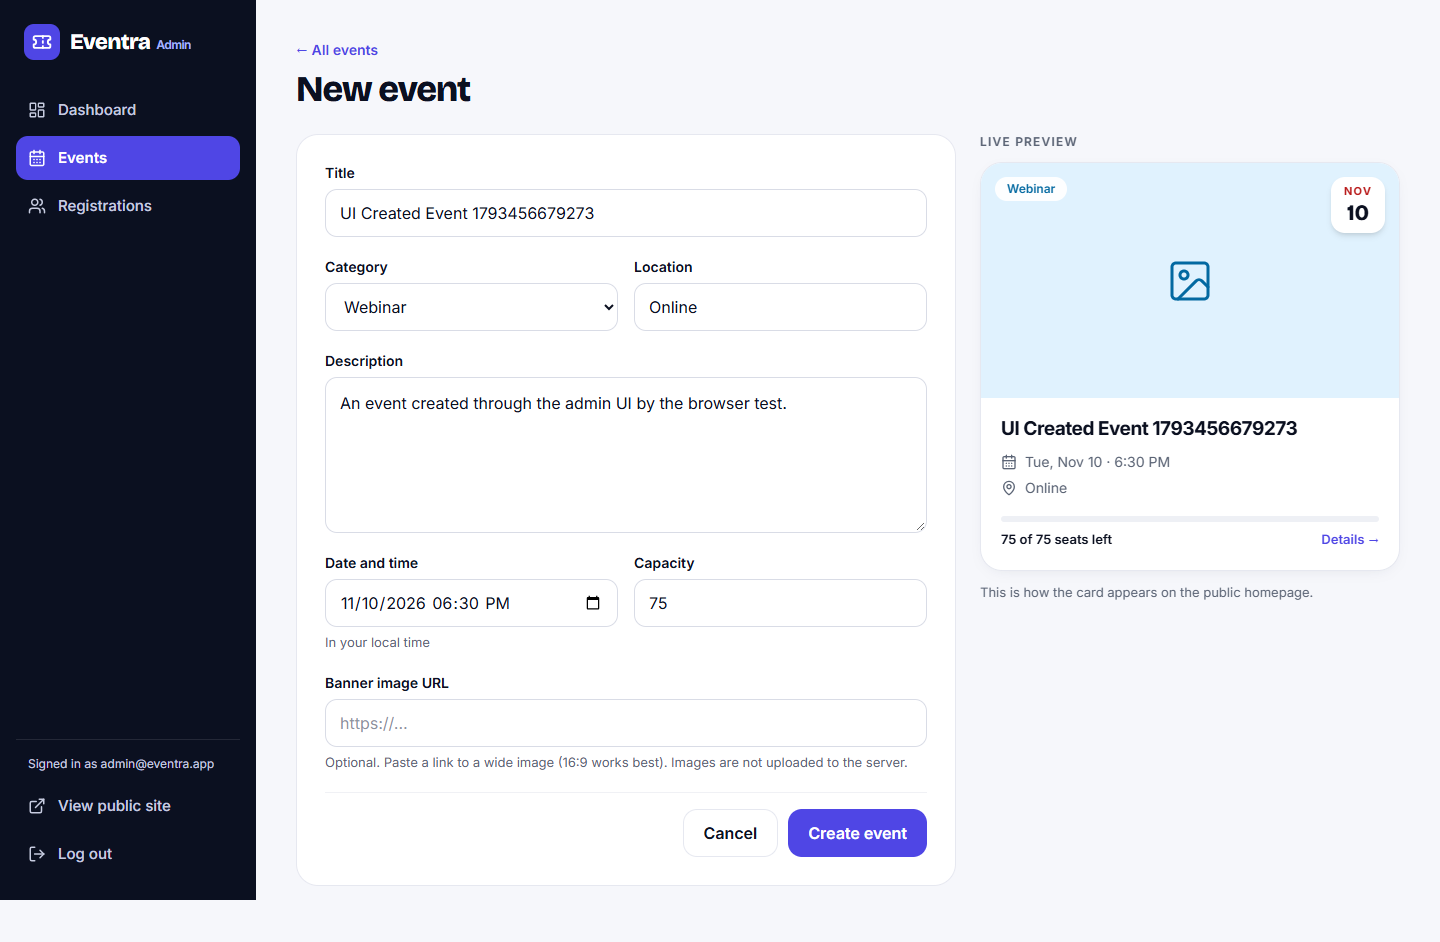 Eventra Admin
Dashboard
Events
Registrations
Signed in as admin@eventra.app
View public site
Log out
← All events
New event
Title
UI Created Event 1793456679273
Category
Location
Webinar
Online
Description
An event created through the admin UI by the browser test.
Date and time
Capacity
11/10/2026 06:30 PM
75
In your local time
Banner image URL
https://...
Optional. Paste a link to a wide image (16:9 works best). Images are not uploaded to the server.
Cancel
Create event
LIVE PREVIEW
Webinar
NOV
10
UI Created Event 1793456679273
Tue, Nov 10 · 6:30 PM
Online
75 of 75 seats left
Details →
This is how the card appears on the public homepage.